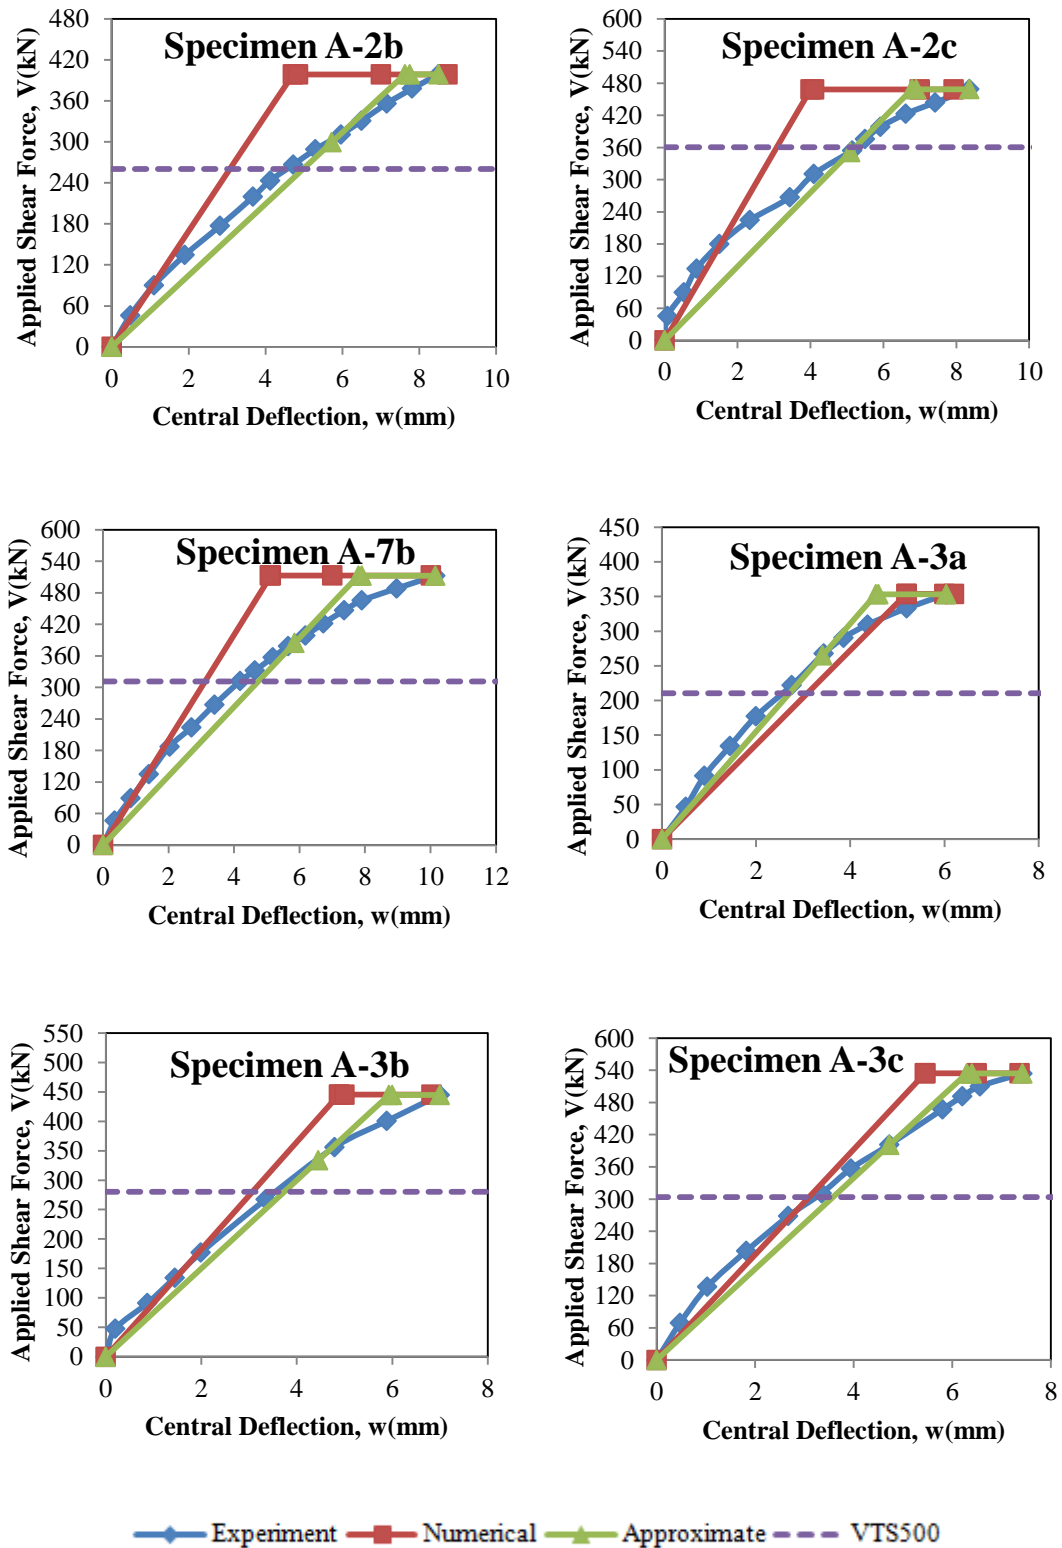 Specimen A-2b
Applied Shear Force, V(kN)
480
420
360
300
240
180
120
60
0
0 2 4 6 8 10
Central Deflection, w(mm)
Specimen A-2c
Applied Shear Force, V(kN)
600
540
480
420
360
300
240
180
120
60
0
0 2 4 6 8 10
Central Deflection, w(mm)
Specimen A-7b
Applied Shear Force, V(kN)
600
540
480
420
360
300
240
180
120
60
0
0 2 4 6 8 10 12
Central Deflection, w(mm)
Specimen A-3a
Applied Shear Force, V(kN)
450
400
350
300
250
200
150
100
50
0
0 2 4 6 8
Central Deflection, w(mm)
Specimen A-3b
Applied Shear Force, V(kN)
550
500
450
400
350
300
250
200
150
100
50
0
0 2 4 6 8
Central Deflection, w(mm)
Specimen A-3c
Applied Shear Force, V(kN)
600
540
480
420
360
300
240
180
120
60
0
0 2 4 6 8
Central Deflection, w(mm)
Experiment Numerical Approximate VTS500